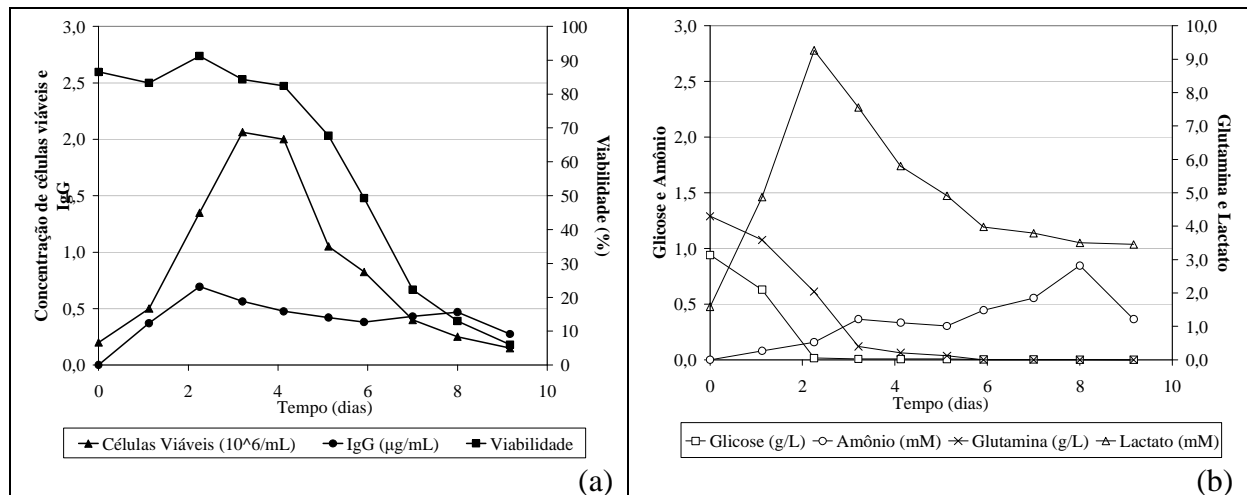 Concentração de células viáveis e
IgG
3,0
2,5
2,0
1,5
1,0
0,5
0,0
100
90
80
70
60
50
40
30
20
10
0
Viabilidade (%)
0 2 4 6 8 10
Tempo (dias)
Células Viáveis (10^6/mL) IgG (µg/mL) Viabilidade
(a)
Glicose e Amônio
3,0
2,5
2,0
1,5
1,0
0,5
0,0
10,0
9,0
8,0
7,0
6,0
5,0
4,0
3,0
2,0
1,0
0,0
Glutamina e Lactato
0 2 4 6 8 10
Tempo (dias)
Glicose (g/L) Amônio (mM) Glutamina (g/L) Lactato (mM)
(b)